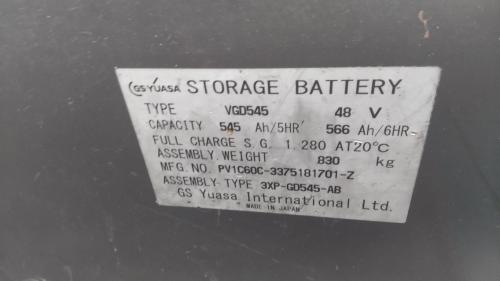 GS YUASA STORAGE BATTERY
TYPE VGD545 48 V
CAPACITY 545 Ah/5HR 566 Ah/6HR
FULL CHARGE S.G. 1.280 AT20°C
ASSEMBLY.WEIGHT 830 kg
MFG.NO. PV1C60C-3375181701-Z
ASSEMBLY-TYPE 3XP-GD545-AB
GS Yuasa International Ltd.
MADE IN JAPAN